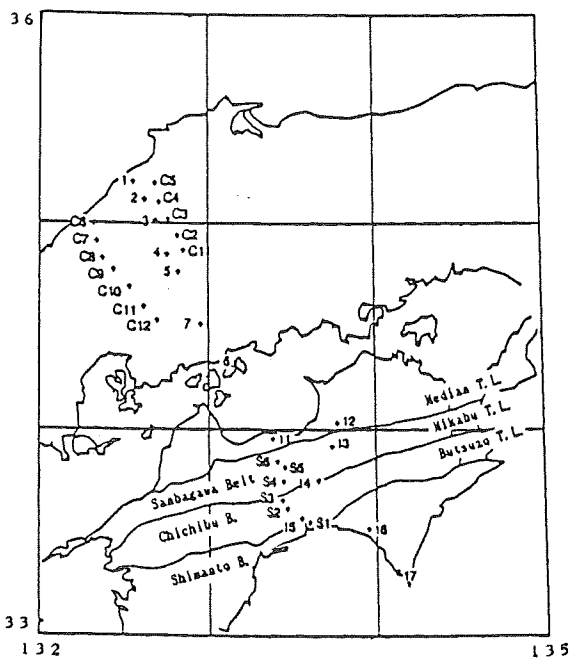 36
1 C5
2 C4
3 C3
C6
C7 C2
4 C1
C8
C9 5
C10
C11
C12 7
8
Median T. L.
Mikabu T. L.
Butsuzo T. L.
12
11
13
S6
S5
Sambagawa Belt S4 14
S3
Chichibu B. S2
15 S1 16
Shimanto B.
17
33
132 135